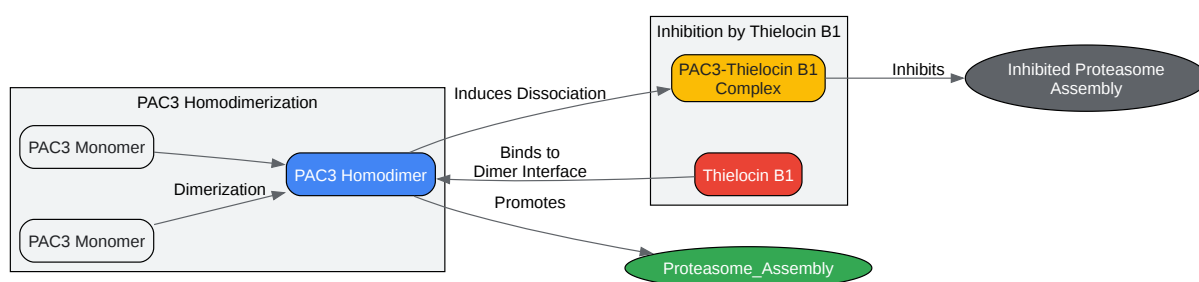 Inhibition by Thielocin B1
PAC3-Thielocin B1
Complex
Inhibits
Inhibited Proteasome
Assembly
PAC3 Homodimerization
Induces Dissociation
PAC3 Monomer
Binds to
Dimer Interface
PAC3 Homodimer
Thielocin B1
Dimerization
Promotes
PAC3 Monomer
Proteasome_Assembly